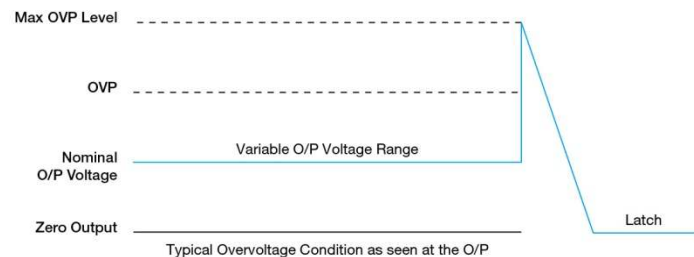 Max OVP Level
OVP
Variable O/P Voltage Range
Nominal
O/P Voltage
Latch
Zero Output
Typical Overvoltage Condition as seen at the O/P